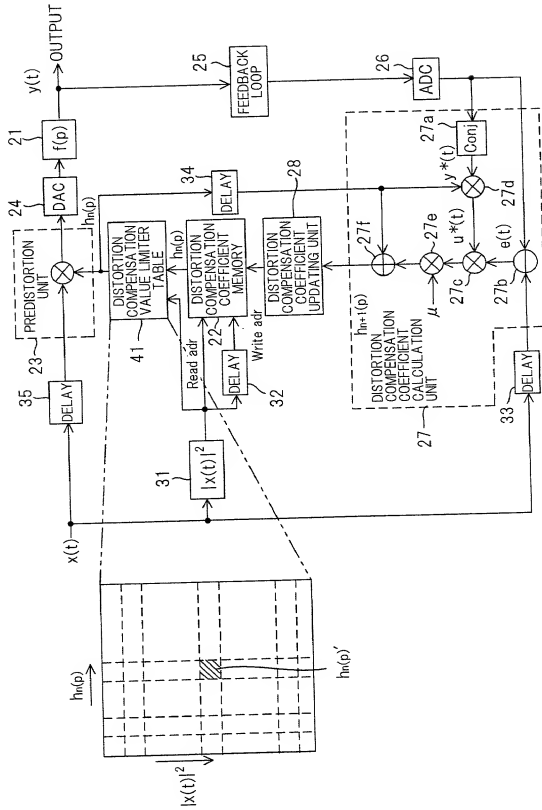 x(t)
35
DELAY
23
PREDISTORTION
UNIT
24
DAC
hn(p)
21
f(p)
y(t)
OUTPUT
25
FEEDBACK
LOOP
26
ADC
31
|x(t)|²
Read adr
Write adr
DELAY
32
41
DISTORTION
COMPENSATION
VALUE LIMITER
TABLE
hn(p)
DISTORTION
COMPENSATION
COEFFICIENT
MEMORY
22
34
DELAY
28
DISTORTION
COMPENSATION
COEFFICIENT
UPDATING UNIT
hn+1(p)
27f
27e
μ
27c
u*(t)
27d
y*(t)
Conj
27a
e(t)
27b
DISTORTION
COMPENSATION
COEFFICIENT
CALCULATION
UNIT
27
33
DELAY
hn(p)
|x(t)|²
hn(p)'